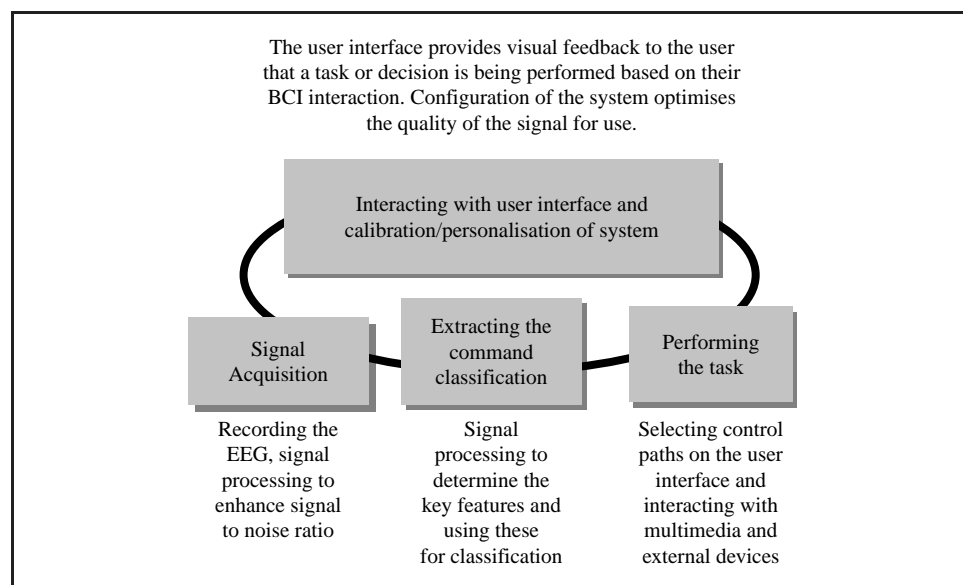 The user interface provides visual feedback to the user
that a task or decision is being performed based on their
BCI interaction. Configuration of the system optimises
the quality of the signal for use.
Interacting with user interface and
calibration/personalisation of system
Signal
Acquisition
Extracting the
command
classification
Performing
the task
Recording the
EEG, signal
processing to
enhance signal
to noise ratio
Signal
processing to
determine the
key features and
using these
for classification
Selecting control
paths on the user
interface and
interacting with
multimedia and
external devices